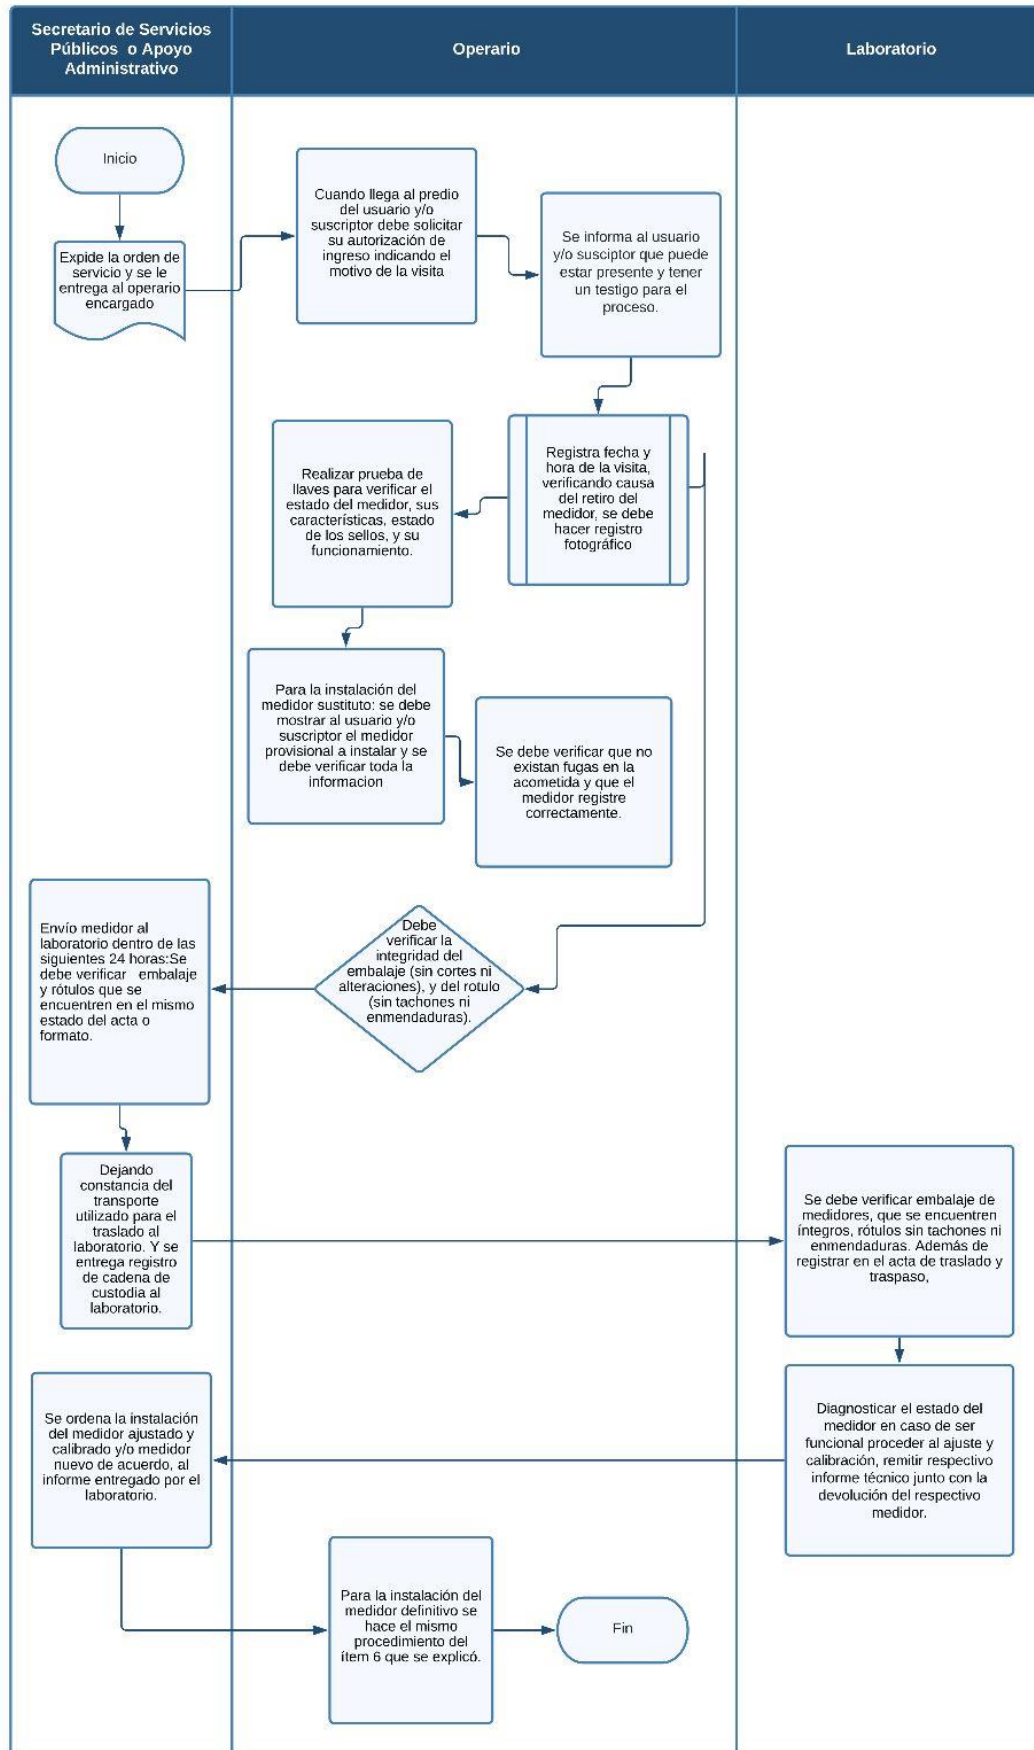 Secretario de Servicios
Públicos o Apoyo
Administrativo
Operario
Laboratorio
Inicio
Expide la orden de
servicio y se le
entrega al operario
encargado
Cuando llega al predio
del usuario y/o
suscriptor debe solicitar
su autorización de
ingreso indicando el
motivo de la visita
Se informa al usuario
y/o susciptor que puede
estar presente y tener
un testigo para el
proceso.
Registra fecha y
hora de la visita,
verificando causa
del retiro del
medidor, se debe
hacer registro
fotográfico
Realizar prueba de
llaves para verificar el
estado del medidor, sus
características, estado
de los sellos, y su
funcionamiento.
Para la instalación del
medidor sustituto: se debe
mostrar al usuario y/o
suscriptor el medidor
provisional a instalar y se
debe verificar toda la
informacion
Se debe verificar que no
existan fugas en la
acometida y que el
medidor registre
correctamente.
Debe
verificar la
integridad del
embalaje (sin cortes ni
alteraciones), y del rotulo
(sin tachones ni
enmendaduras).
Envío medidor al
laboratorio dentro de las
siguientes 24 horas:Se
debe verificar embalaje
y rótulos que se
encuentren en el mismo
estado del acta o
formato.
Dejando
constancia del
transporte
utilizado para el
traslado al
laboratorio. Y se
entrega registro
de cadena de
custodia al
laboratorio.
Se debe verificar embalaje de
medidores, que se encuentren
íntegros, rótulos sin tachones ni
enmendaduras. Además de
registrar en el acta de traslado y
traspaso,
Diagnosticar el estado del
medidor en caso de ser
funcional proceder al ajuste y
calibración, remitir respectivo
informe técnico junto con la
devolución del respectivo
medidor.
Se ordena la instalación
del medidor ajustado y
calibrado y/o medidor
nuevo de acuerdo, al
informe entregado por el
laboratorio.
Para la instalación del
medidor definitivo se
hace el mismo
procedimiento del
ítem 6 que se explicó.
Fin